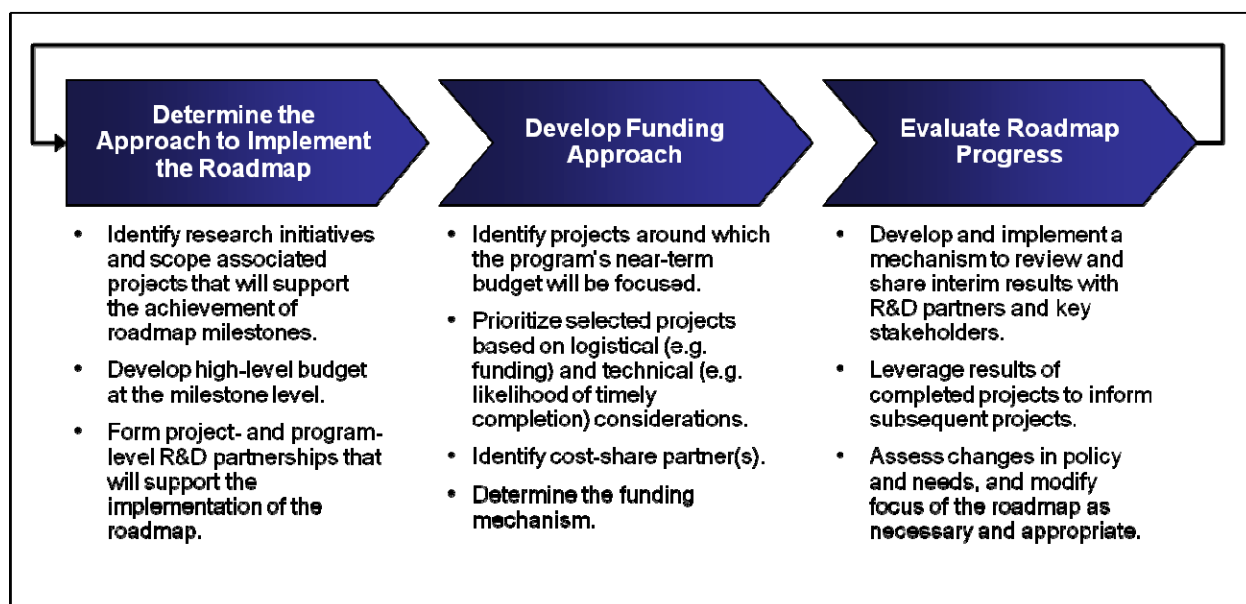 Determine the
Approach to Implement
the Roadmap
• Identify research initiatives
and scope associated
projects that will support
the achievement of
roadmap milestones.
• Develop high-level budget
at the milestone level.
• Form project- and program-
level R&D partnerships that
will support the
implementation of the
roadmap.
Develop Funding
Approach
• Identify projects around which
the program's near-term
budget will be focused.
• Prioritize selected projects
based on logistical (e.g.
funding) and technical (e.g.
likelihood of timely
completion) considerations.
• Identify cost-share partner(s).
• Determine the funding
mechanism.
Evaluate Roadmap
Progress
• Develop and implement a
mechanism to review and
share interim results with
R&D partners and key
stakeholders.
• Leverage results of
completed projects to inform
subsequent projects.
• Assess changes in policy
and needs, and modify
focus of the roadmap as
necessary and appropriate.